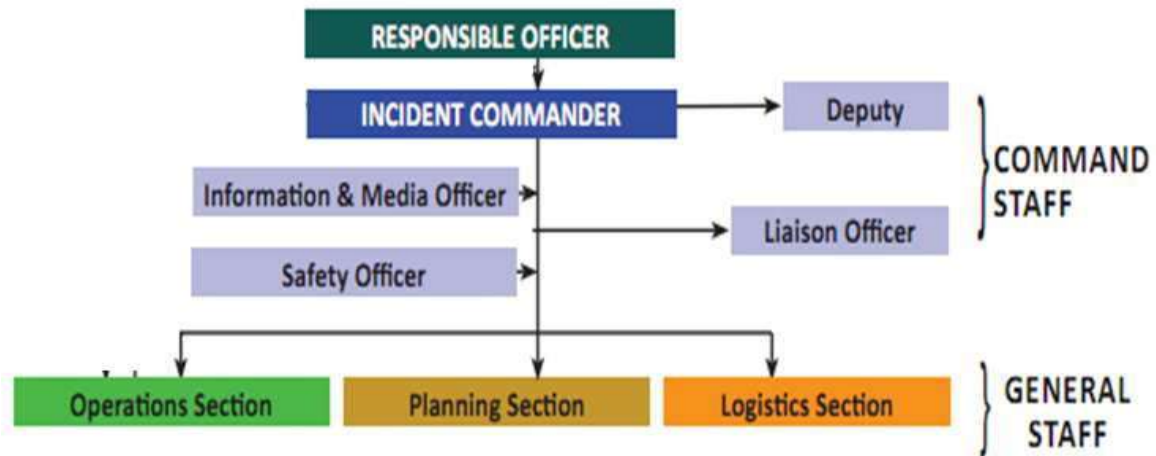 RESPONSIBLE OFFICER
INCIDENT COMMANDER
Deputy
Information & Media Officer
COMMAND
STAFF
Liaison Officer
Safety Officer
Operations Section
Planning Section
Logistics Section
GENERAL
STAFF